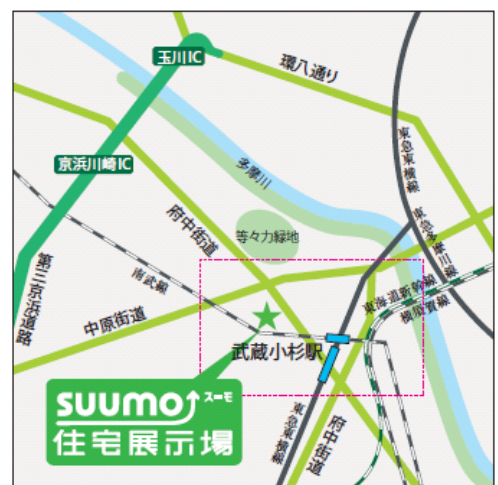 玉川IC
環八通り
京浜川崎IC
多摩川
東急東横線
府中街道
等々力緑地
東急多摩川線
南武線
第三京浜道路
中原街道
東海道新幹線
横須賀線
武蔵小杉駅
SUUMO スーモ
住宅展示場
東急東横線
府中街道